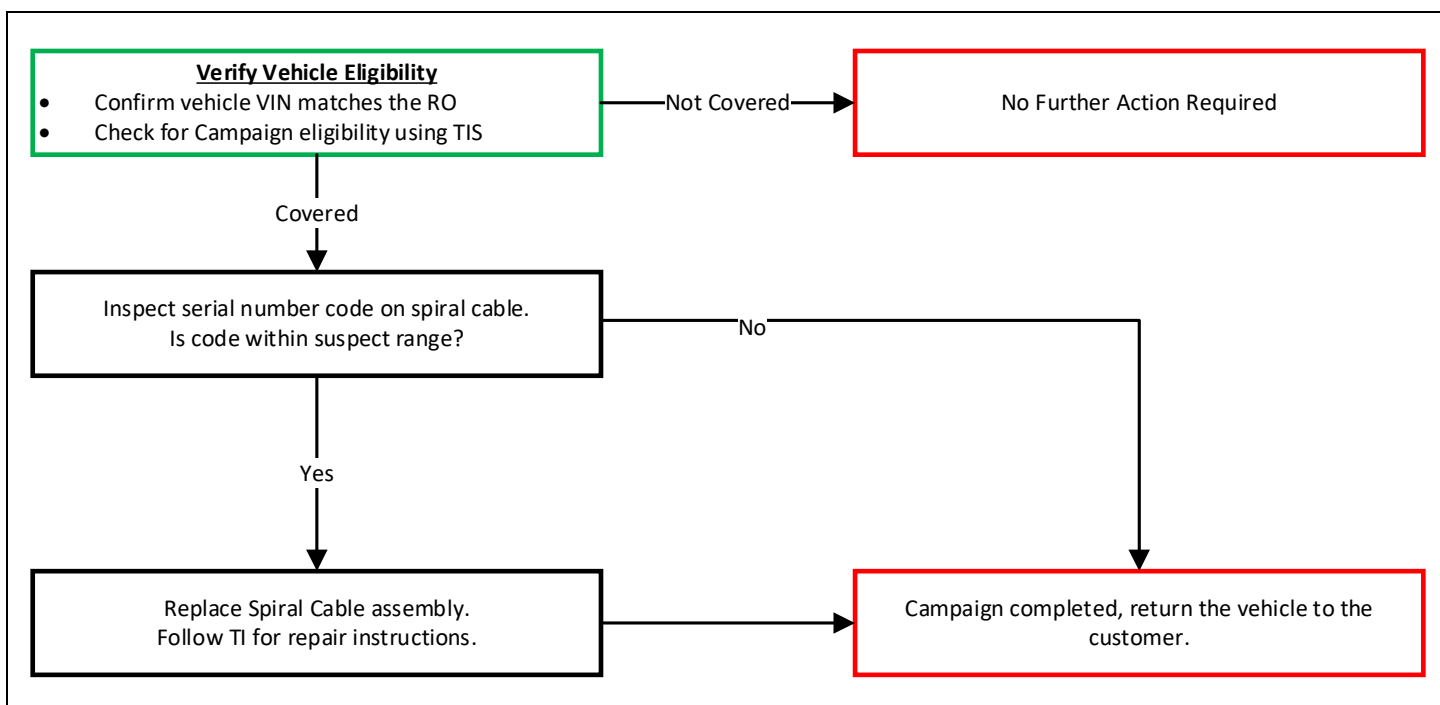 Verify Vehicle Eligibility
• Confirm vehicle VIN matches the RO
• Check for Campaign eligibility using TIS
Not Covered
No Further Action Required
Covered
Inspect serial number code on spiral cable.
Is code within suspect range?
No
Yes
Replace Spiral Cable assembly.
Follow TI for repair instructions.
Campaign completed, return the vehicle to the
customer.